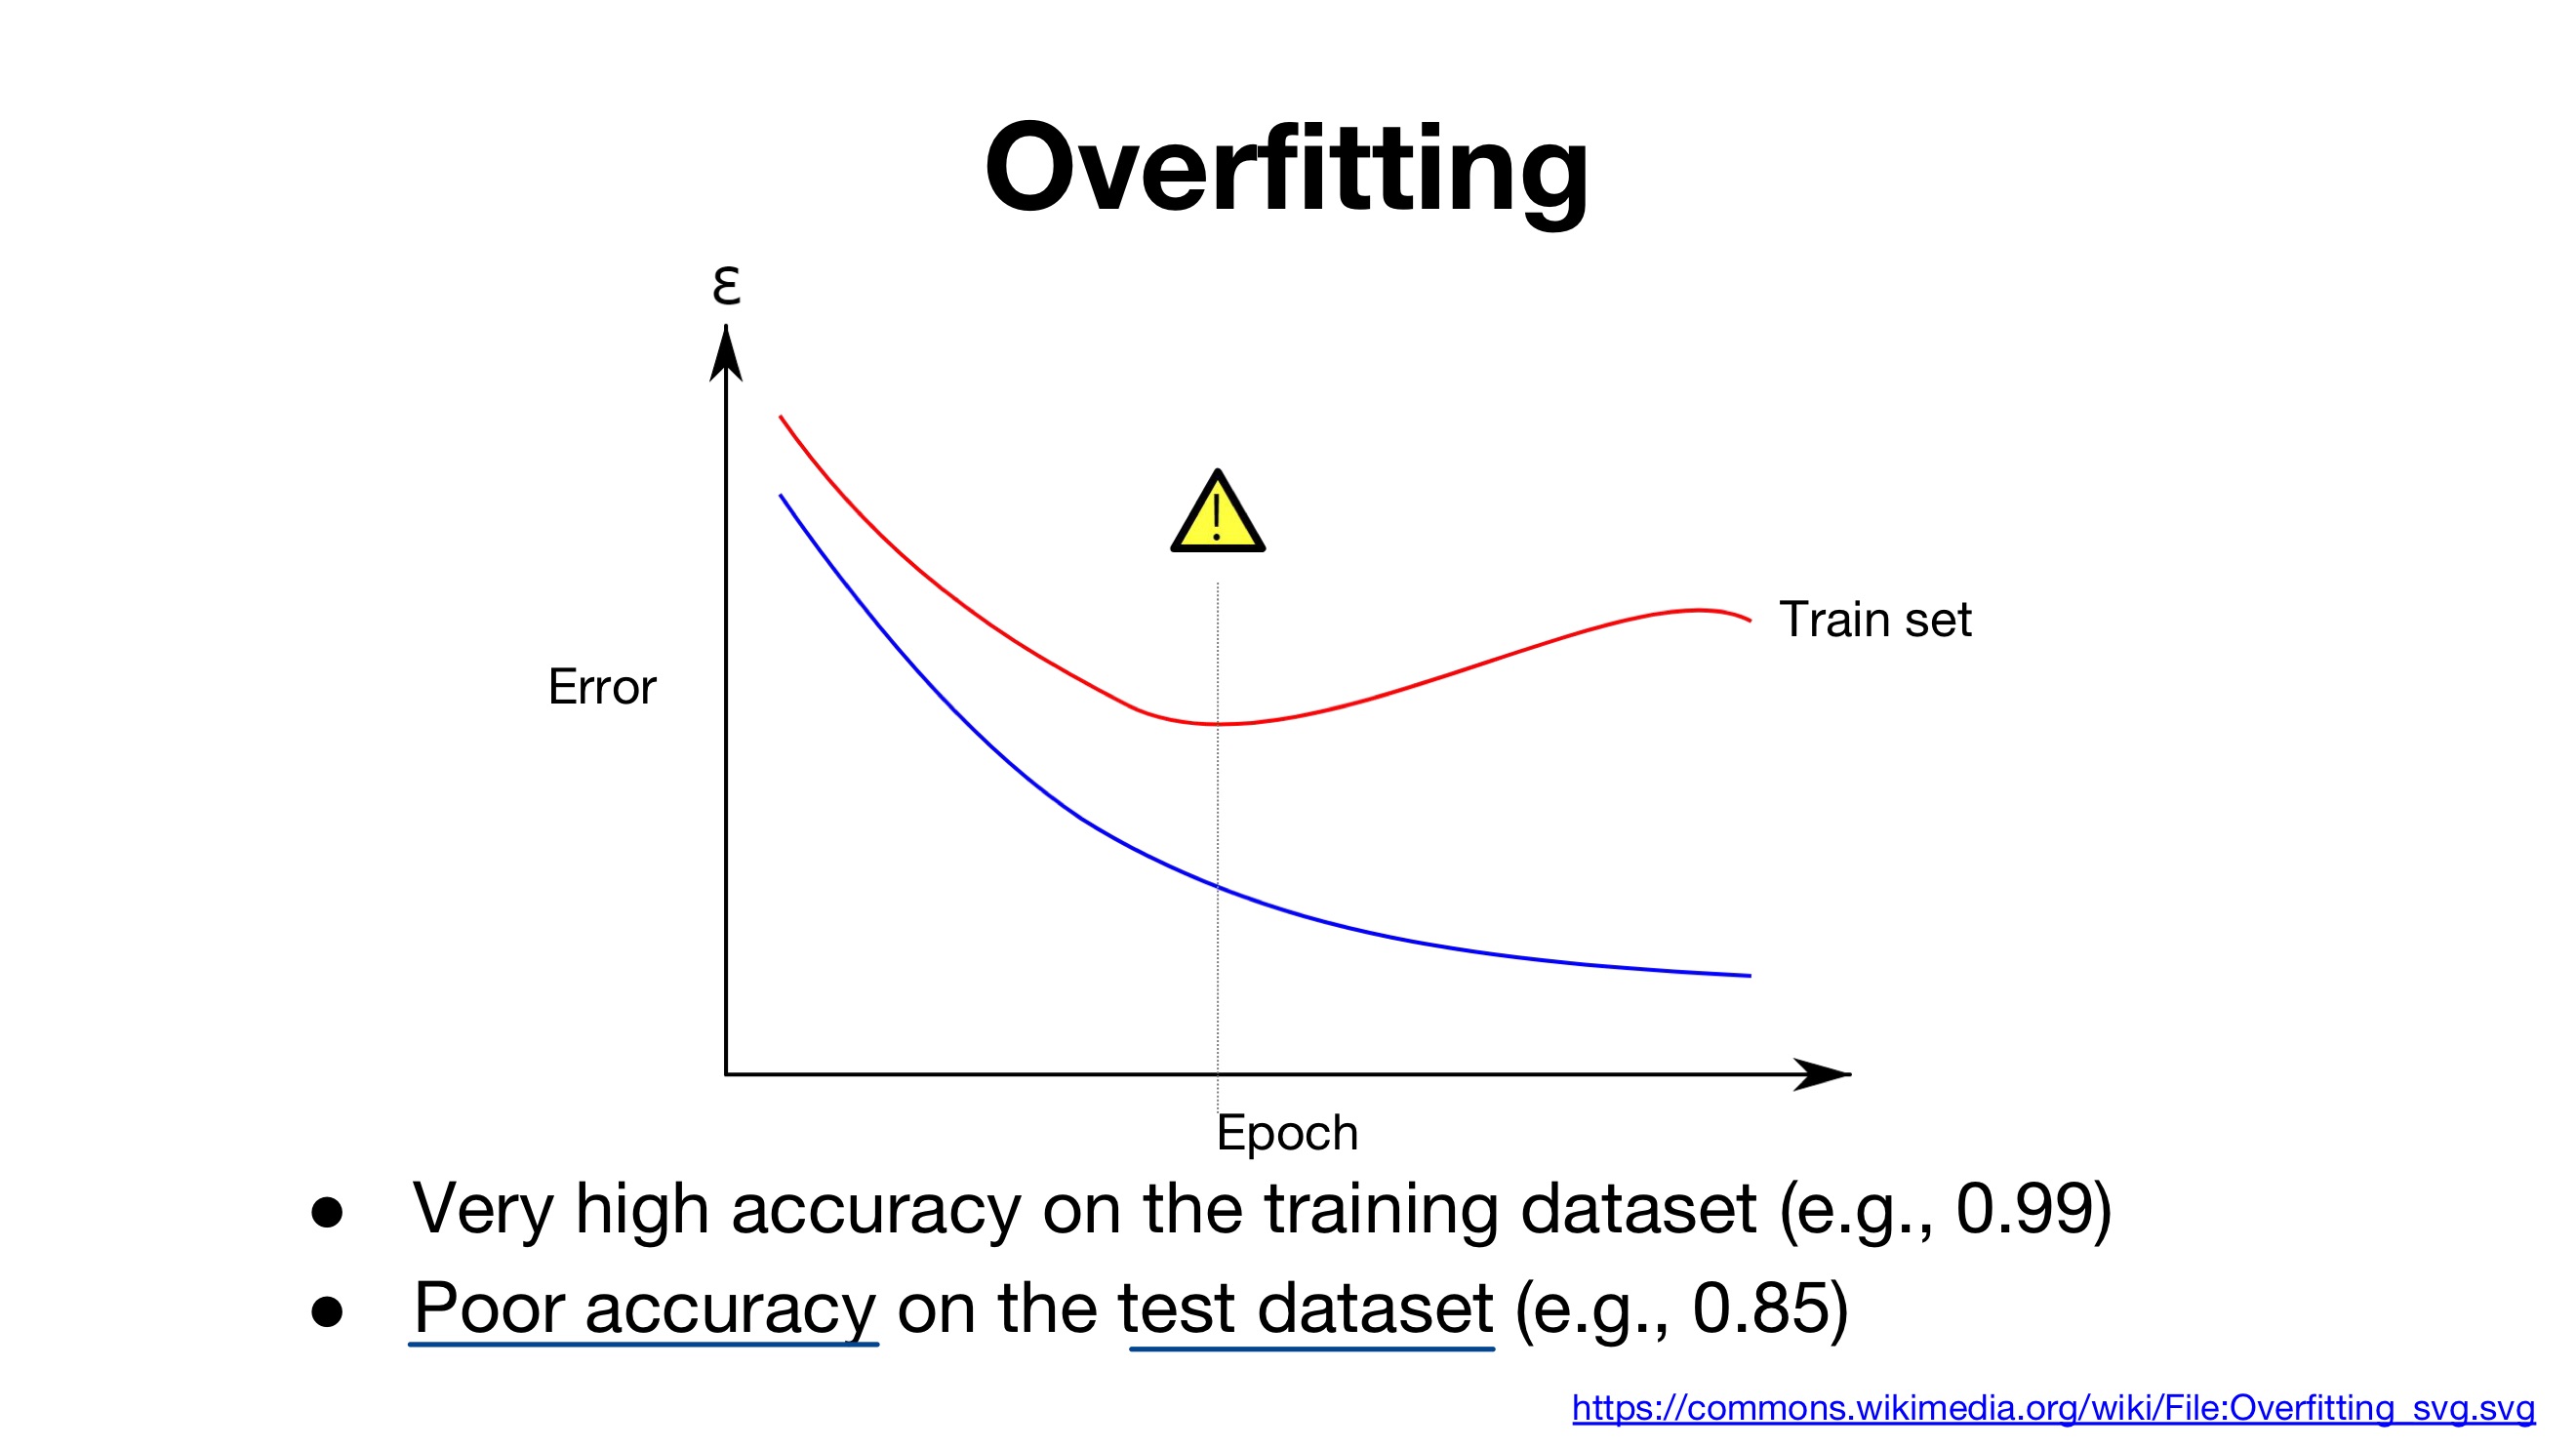 Overfitting
ε
!
Train set
Error
Epoch
● Very high accuracy on the training dataset (e.g., 0.99)
● Poor accuracy on the test dataset (e.g., 0.85)
https://commons.wikimedia.org/wiki/File:Overfitting_svg.svg